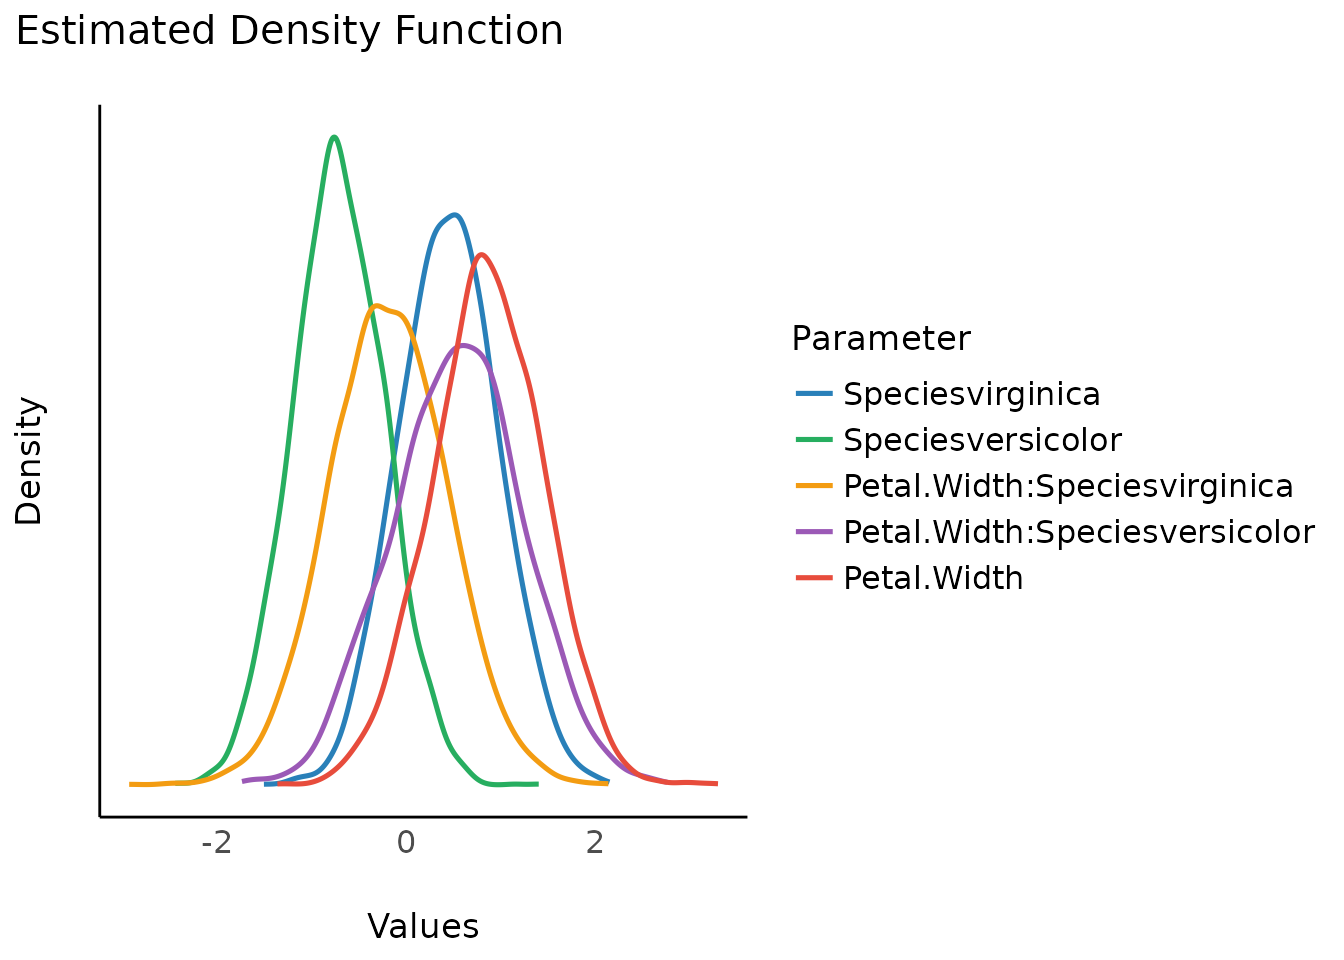 Estimated Density Function
Density
-2
0
2
Values
Parameter
Speciesvirginica
Speciesversicolor
Petal.Width:Speciesvirginica
Petal.Width:Speciesversicolor
Petal.Width